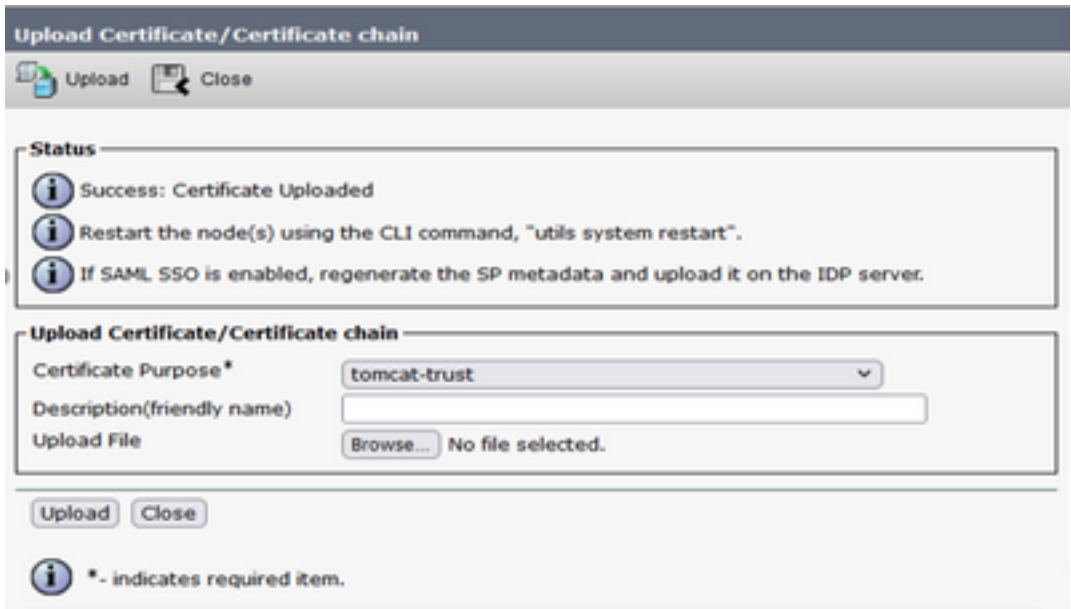 Upload Certificate/Certificate chain
Upload Close
Status
Success: Certificate Uploaded
Restart the node(s) using the CLI command, "utils system restart".
If SAML SSO is enabled, regenerate the SP metadata and upload it on the IDP server.
Upload Certificate/Certificate chain
Certificate Purpose* tomcat-trust
Description(friendly name)
Upload File Browse... No file selected.
Upload Close
*- indicates required item.